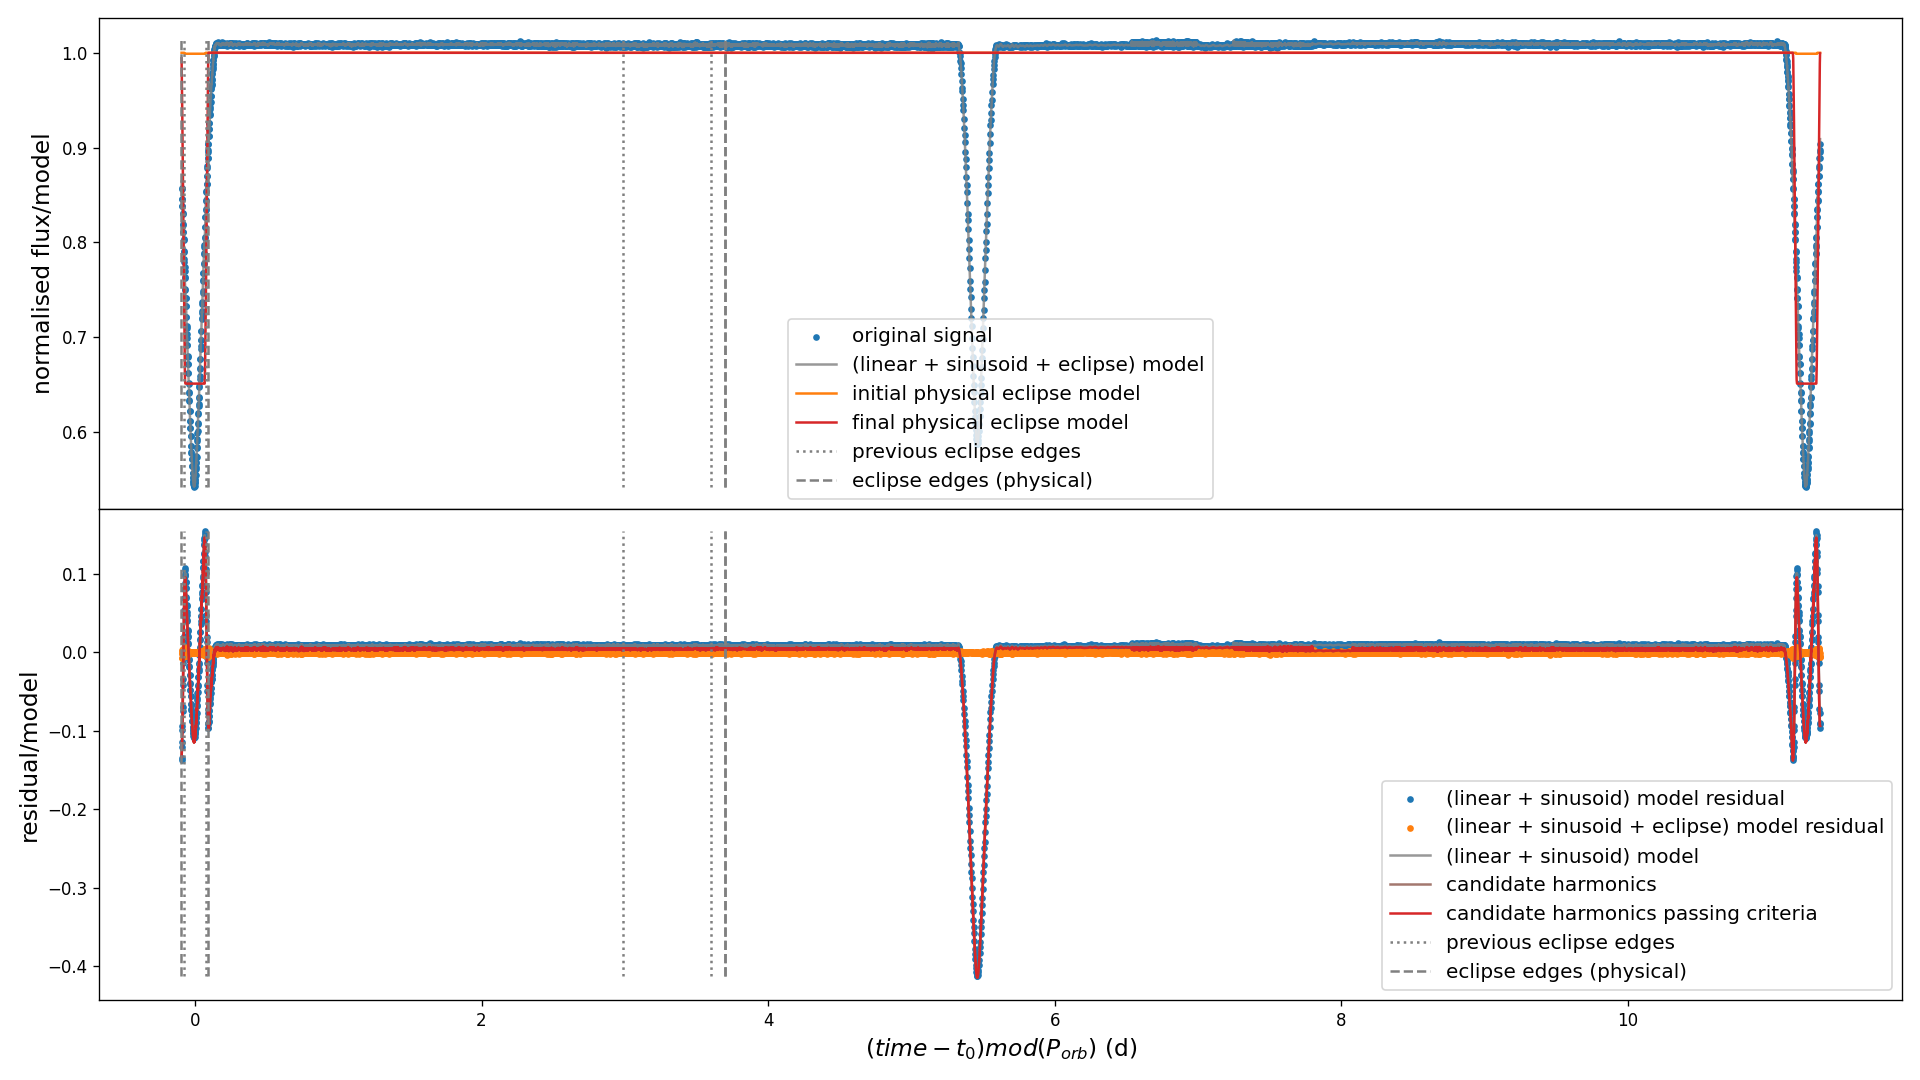 normalised flux/model
1.0
0.9
0.8
0.7
0.6
original signal
(linear + sinusoid + eclipse) model
initial physical eclipse model
final physical eclipse model
previous eclipse edges
eclipse edges (physical)
residual/model
0.1
0.0
−0.1
−0.2
−0.3
−0.4
(linear + sinusoid) model residual
(linear + sinusoid + eclipse) model residual
(linear + sinusoid) model
candidate harmonics
candidate harmonics passing criteria
previous eclipse edges
eclipse edges (physical)
0 2 4 6 8 10
(time − t₀)mod(P_orb) (d)